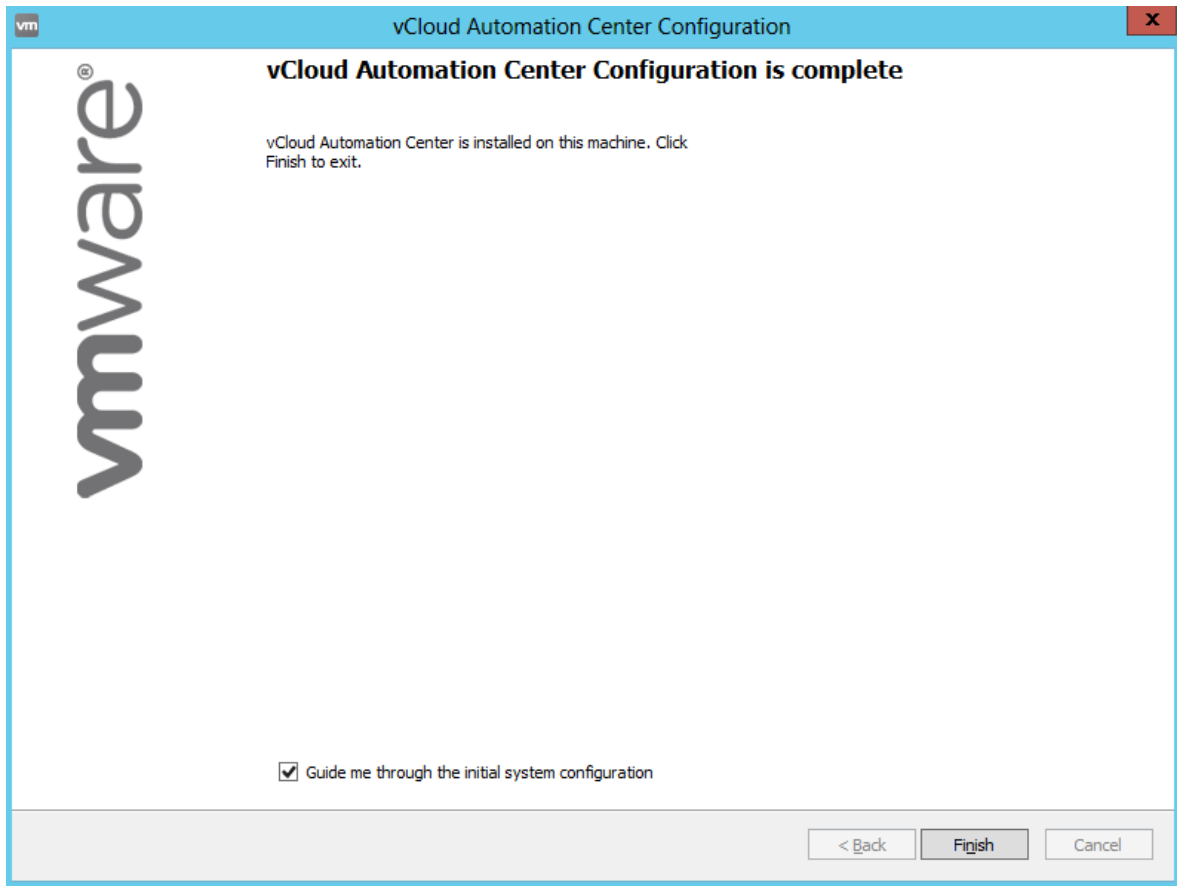 vm
vCloud Automation Center Configuration
x
vmware®
vCloud Automation Center Configuration is complete
vCloud Automation Center is installed on this machine. Click
Finish to exit.
Guide me through the initial system configuration
< Back
Finish
Cancel